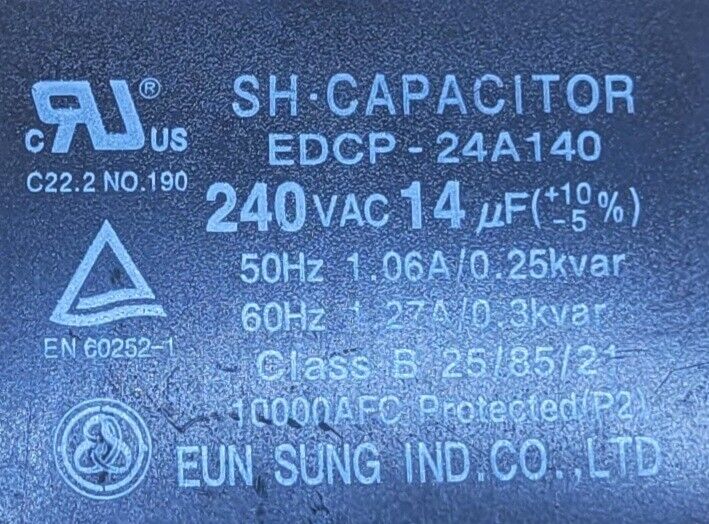 SH·CAPACITOR
EDCP-24A140
240VAC 14 μF(+10 -5 %)
50Hz 1.06A/0.25kvar
60Hz 1.27A/0.3kvar
Class B 25/85/21
10000AFC Protected(P2)
EUN SUNG IND.CO.,LTD
c RU ® US
C22.2 NO.190
EN 60252-1